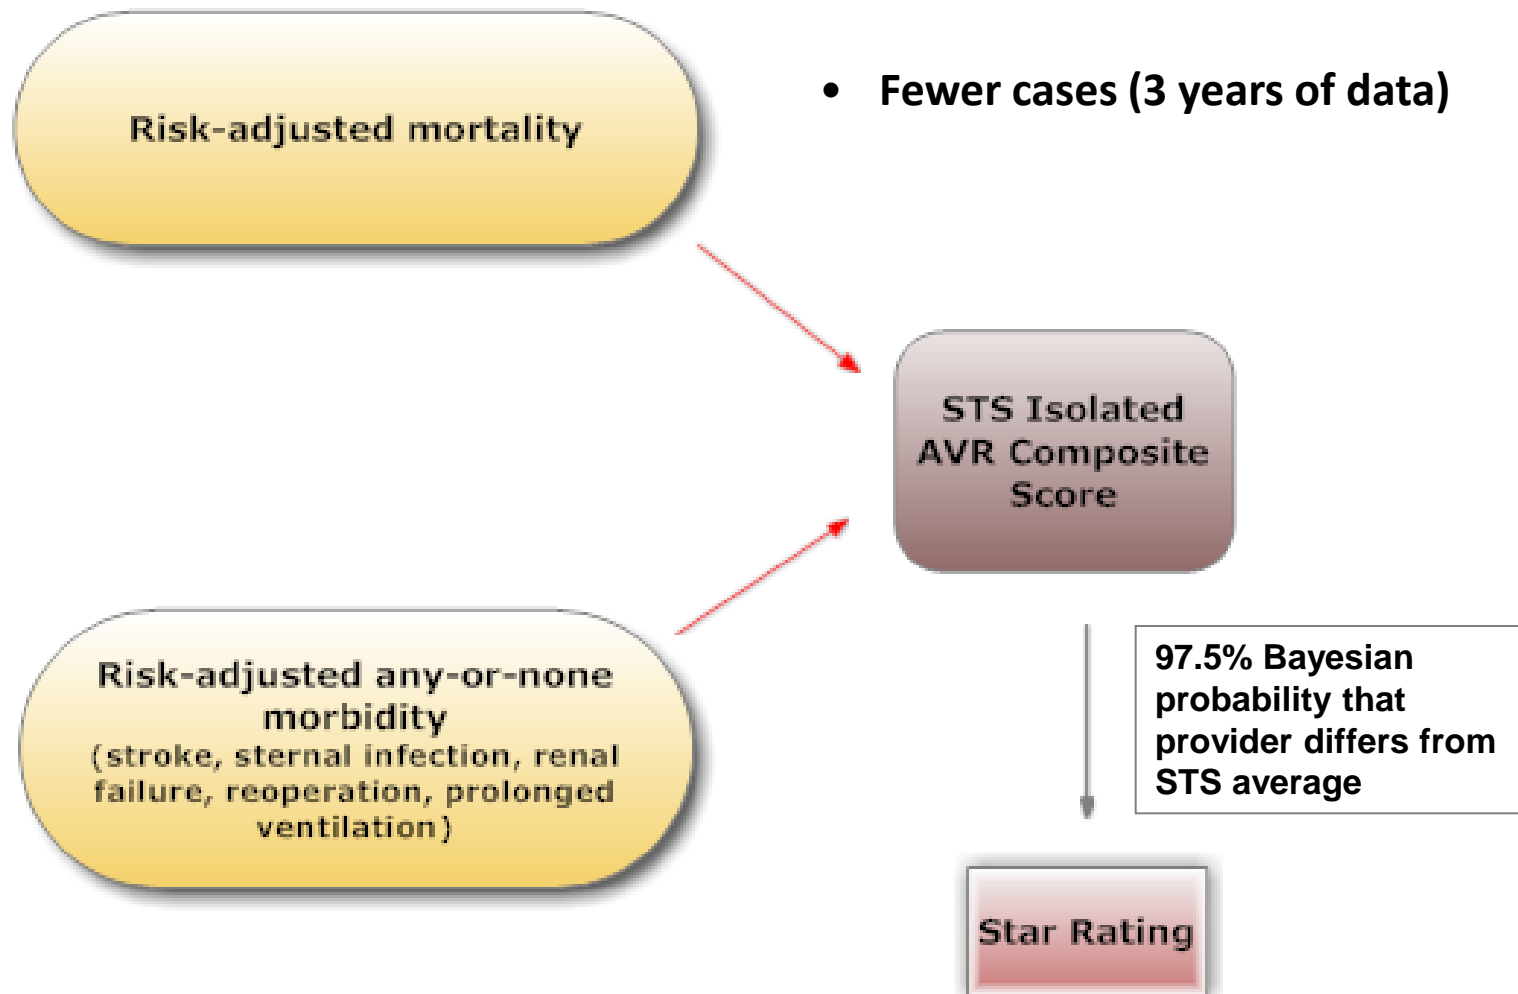 Risk-adjusted mortality
• Fewer cases (3 years of data)
STS Isolated
AVR Composite
Score
Risk-adjusted any-or-none
morbidity
(stroke, sternal infection, renal
failure, reoperation, prolonged
ventilation)
97.5% Bayesian
probability that
provider differs from
STS average
Star Rating